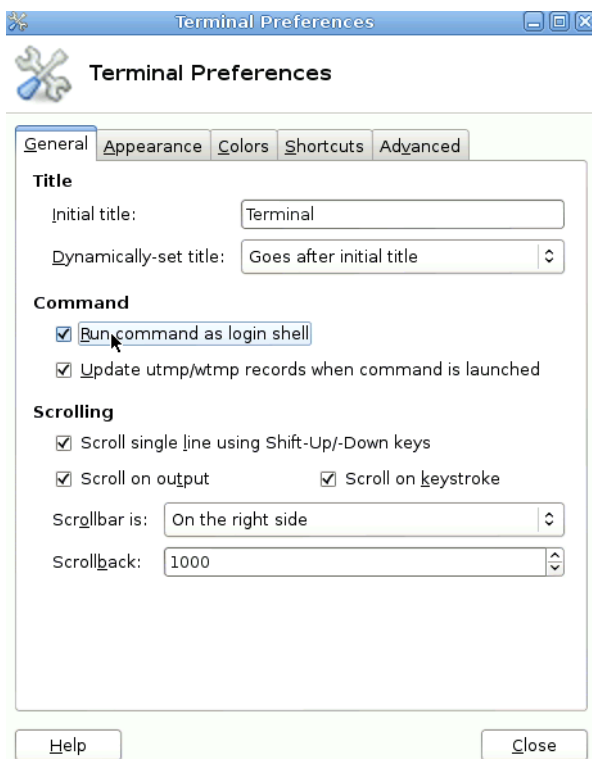 Terminal Preferences
Terminal Preferences
General Appearance Colors Shortcuts Advanced
Title
Initial title: Terminal
Dynamically-set title: Goes after initial title
Command
Run command as login shell
Update utmp/wtmp records when command is launched
Scrolling
Scroll single line using Shift-Up/-Down keys
Scroll on output Scroll on keystroke
Scrollbar is: On the right side
Scrollback: 1000
Help Close